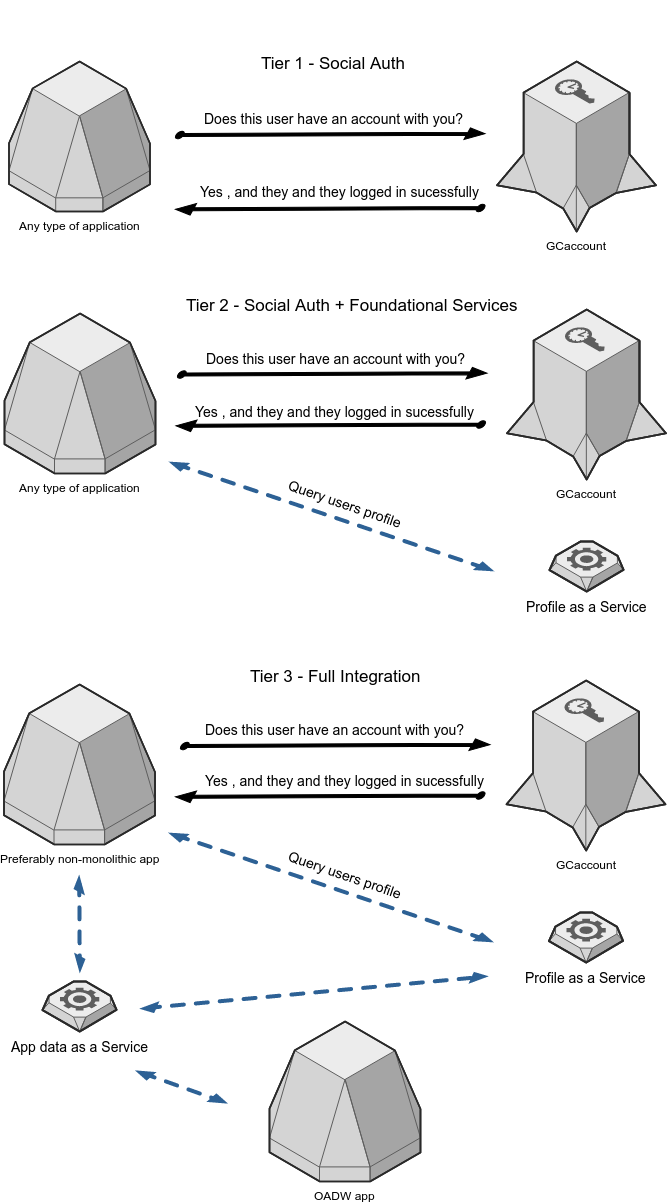 Tier 1 - Social Auth
Does this user have an account with you?
Yes , and they and they logged in sucessfully
Any type of application
GCaccount
Tier 2 - Social Auth + Foundational Services
Does this user have an account with you?
Yes , and they and they logged in sucessfully
Any type of application
GCaccount
Query users profile
Profile as a Service
Tier 3 - Full Integration
Does this user have an account with you?
Yes , and they and they logged in sucessfully
Preferably non-monolithic app
GCaccount
Query users profile
Profile as a Service
App data as a Service
OADW app